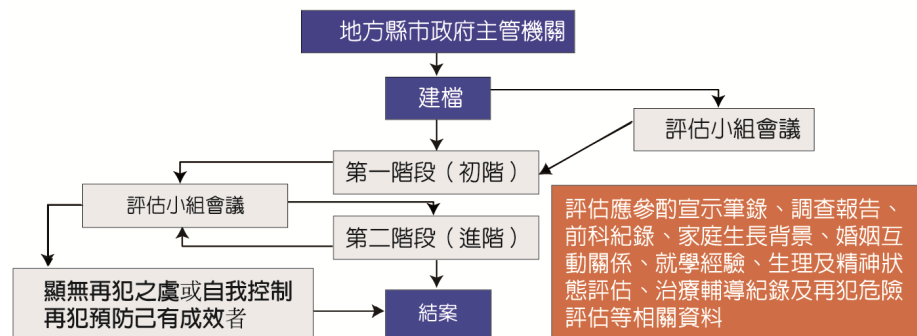 地方縣市政府主管機關
建檔
評估小組會議
第一階段（初階）
評估小組會議
第二階段（進階）
顯無再犯之虞或自我控制
再犯預防己有成效者
結案
評估應參酌宣示筆錄、調查報告、
前科紀錄、家庭生長背景、婚姻互
動關係、就學經驗、生理及精神狀
態評估、治療輔導紀錄及再犯危險
評估等相關資料